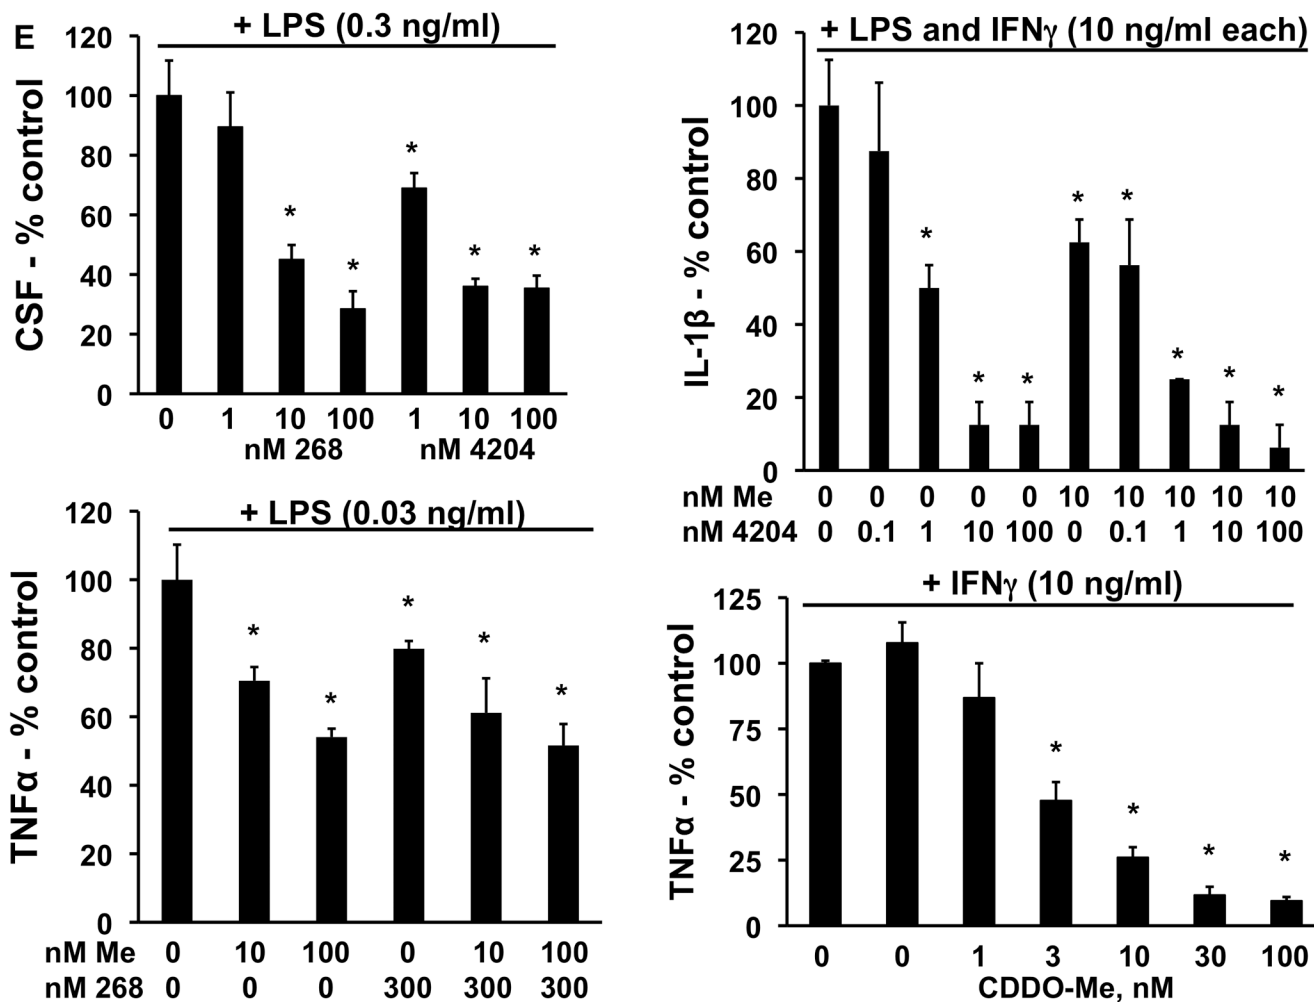 E
+ LPS (0.3 ng/ml)
CSF - % control
120
100
80
60
40
20
0
* * * * *
0 1 10 100 1 10 100
nM 268 nM 4204
+ LPS and IFNγ (10 ng/ml each)
IL-1β - % control
120
100
80
60
40
20
0
* * * * * * * *
nM Me 0 0 0 0 0 10 10 10 10 10
nM 4204 0 0.1 1 10 100 0 0.1 1 10 100
+ LPS (0.03 ng/ml)
TNFα - % control
120
100
80
60
40
20
0
* * * * *
nM Me 0 10 100 0 10 100
nM 268 0 0 0 300 300 300
+ IFNγ (10 ng/ml)
TNFα - % control
125
100
75
50
25
0
* * * *
0 0 1 3 10 30 100
CDDO-Me, nM